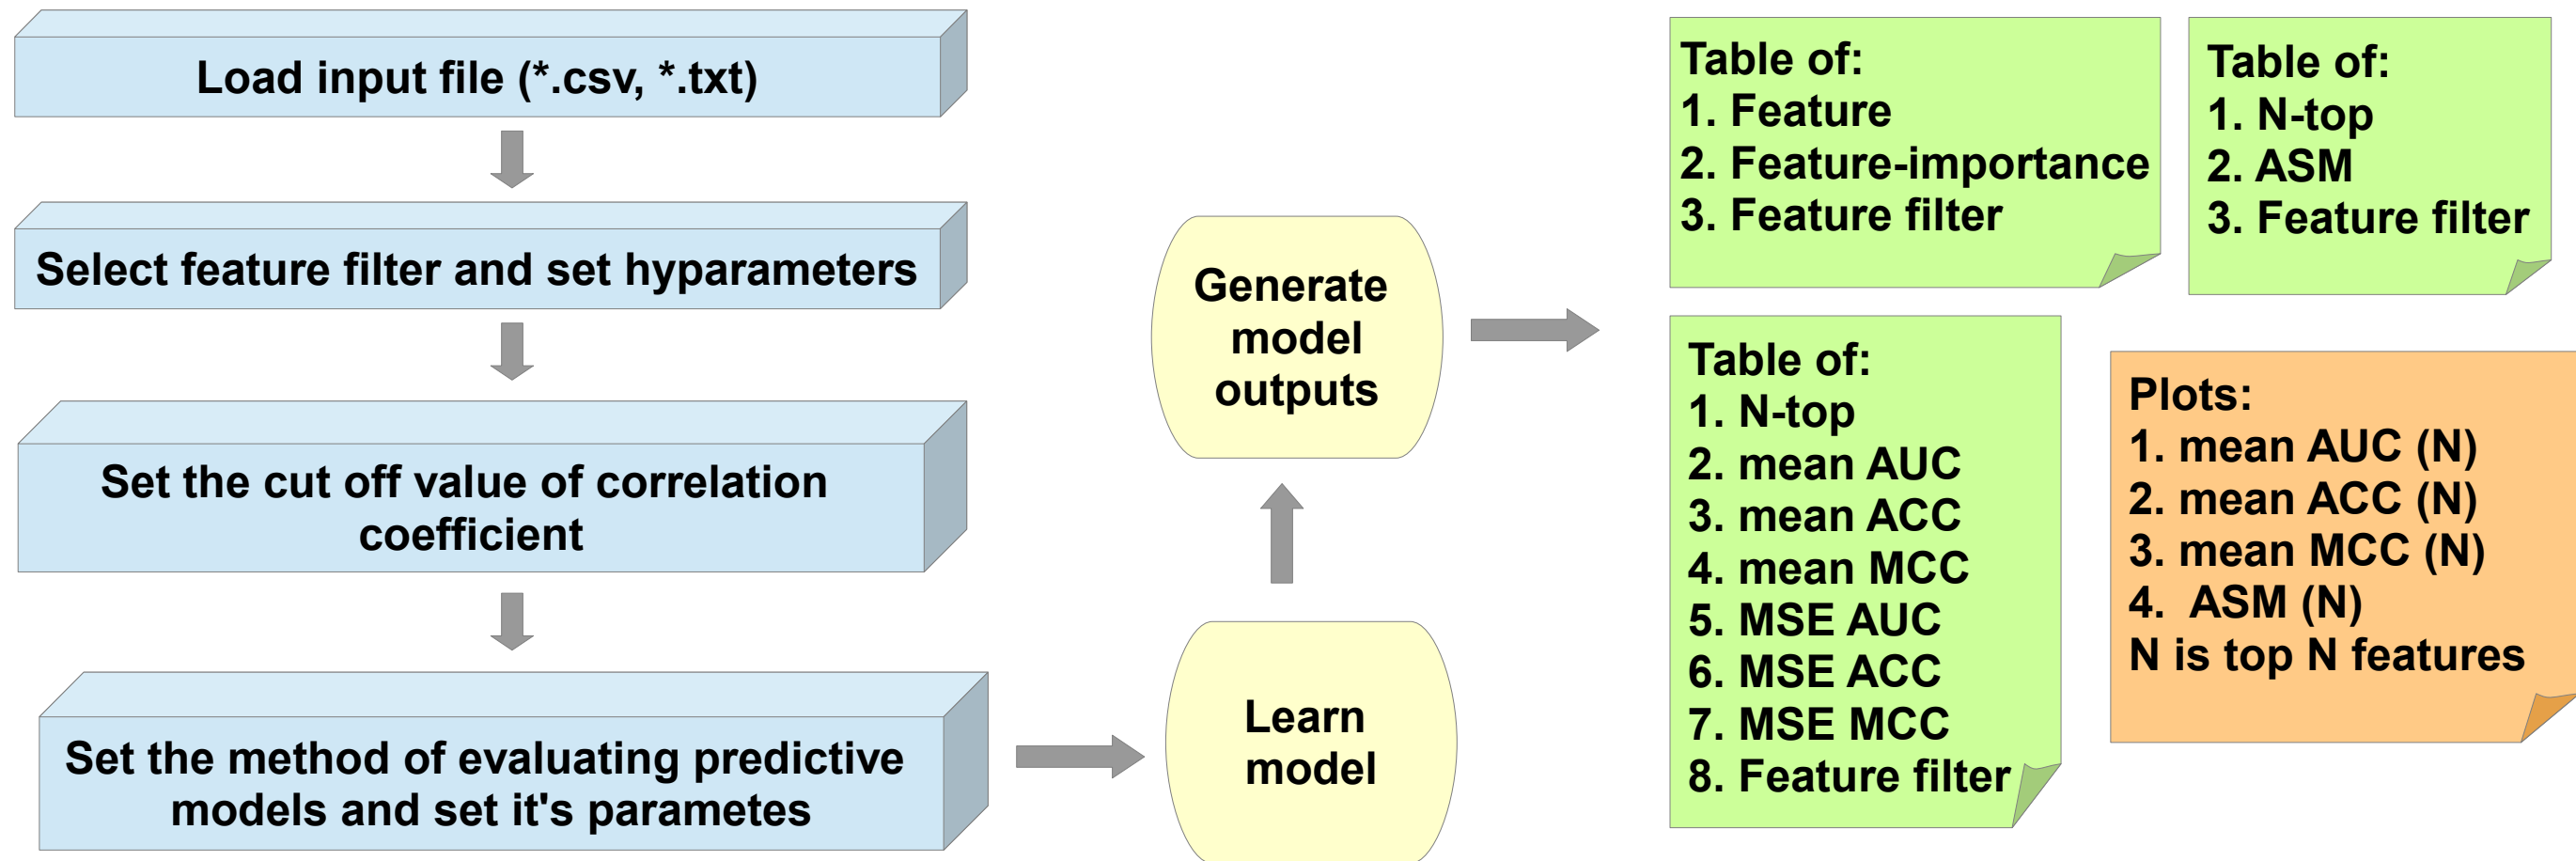 Load input file (*.csv, *.txt)
Select feature filter and set hyparameters
Set the cut off value of correlation
coefficient
Set the method of evaluating predictive
models and set it's parametes
Learn
model
Generate
model
outputs
Table of:
1. Feature
2. Feature-importance
3. Feature filter
Table of:
1. N-top
2. ASM
3. Feature filter
Table of:
1. N-top
2. mean AUC
3. mean ACC
4. mean MCC
5. MSE AUC
6. MSE ACC
7. MSE MCC
8. Feature filter
Plots:
1. mean AUC (N)
2. mean ACC (N)
3. mean MCC (N)
4.  ASM (N)
N is top N features